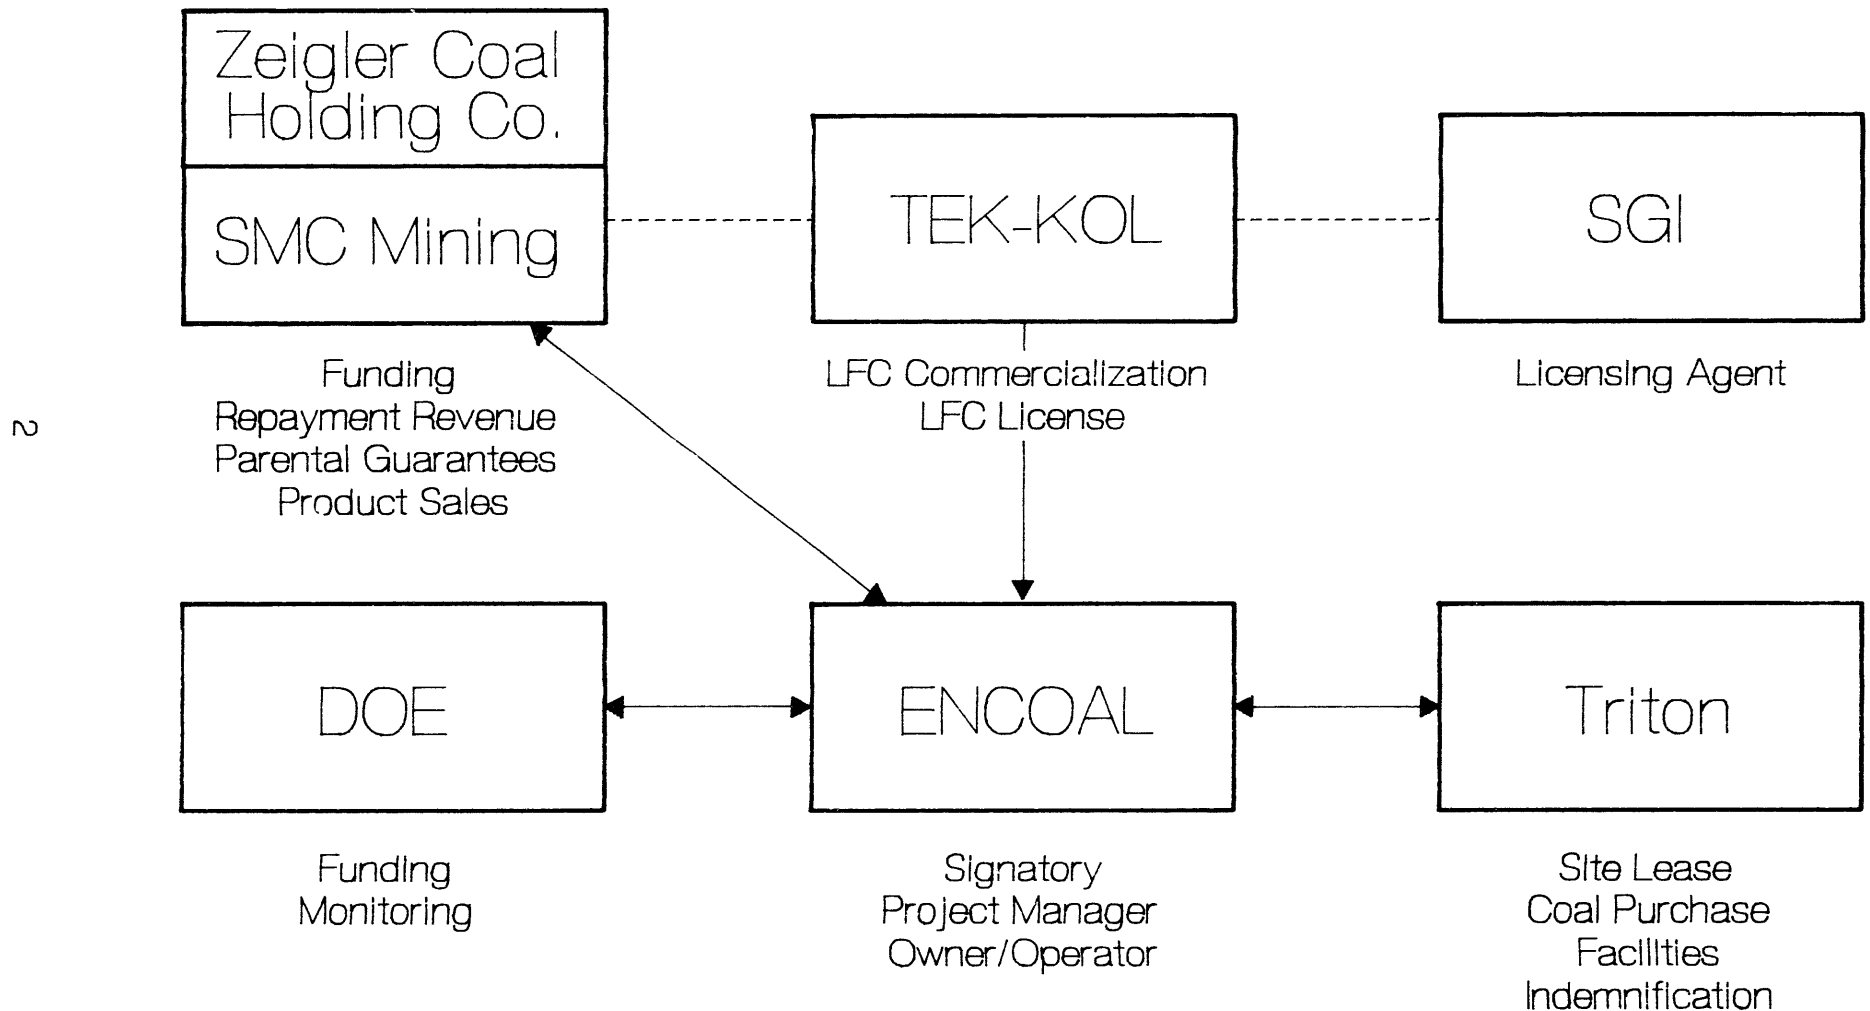 Zeigler Coal
Holding Co.
SMC Mining
TEK-KOL
SGI
Funding
Repayment Revenue
Parental Guarantees
Product Sales
LFC Commercialization
LFC License
Licensing Agent
2
DOE
ENCOAL
Triton
Funding
Monitoring
Signatory
Project Manager
Owner/Operator
Site Lease
Coal Purchase
Facilities
Indemnification